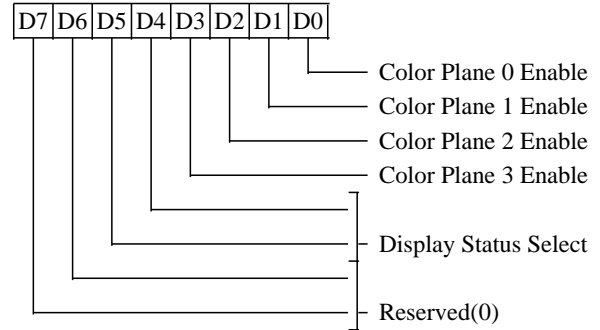 D7 D6 D5 D4 D3 D2 D1 D0
Color Plane 0 Enable
Color Plane 1 Enable
Color Plane 2 Enable
Color Plane 3 Enable
Display Status Select
Reserved(0)